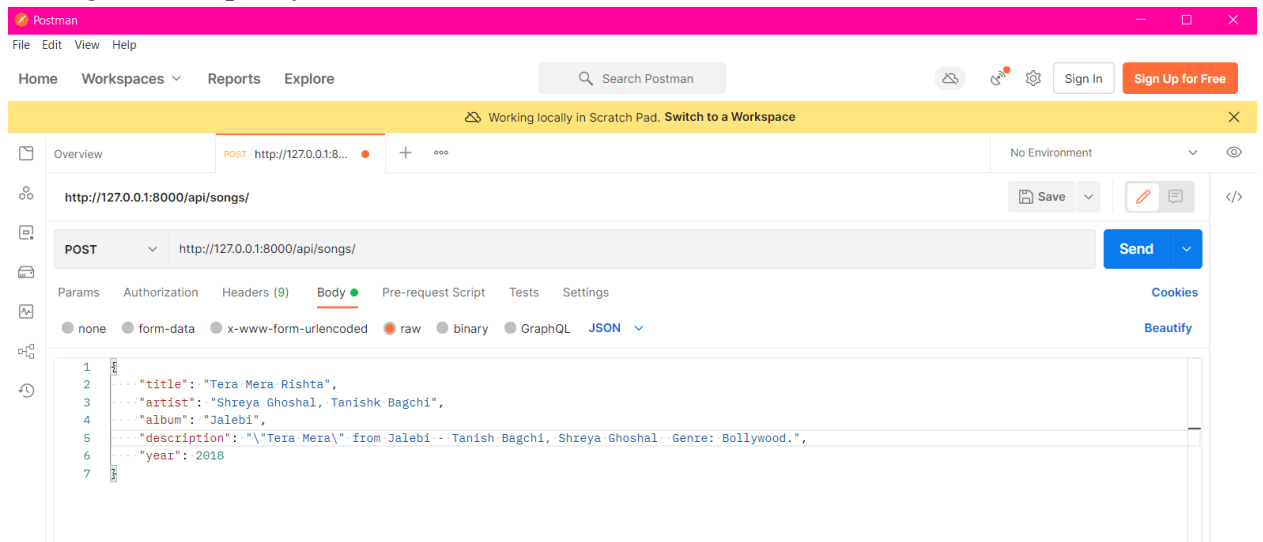 Postman
File Edit View Help
Home Workspaces Reports Explore Search Postman Sign In Sign Up for Free
Working locally in Scratch Pad. Switch to a Workspace
Overview POST http://127.0.0.1:8... No Environment
http://127.0.0.1:8000/api/songs/ Save
POST http://127.0.0.1:8000/api/songs/ Send
Params Authorization Headers (9) Body Pre-request Script Tests Settings Cookies
none form-data x-www-form-urlencoded raw binary GraphQL JSON Beautify
1 {
2 "title": "Tera Mera Rishta",
3 "artist": "Shreya Ghoshal, Tanishk Bagchi",
4 "album": "Jalebi",
5 "description": "\"Tera Mera\" from Jalebi - Tanish Bagchi, Shreya Ghoshal  Genre: Bollywood.",
6 "year": 2018
7 }